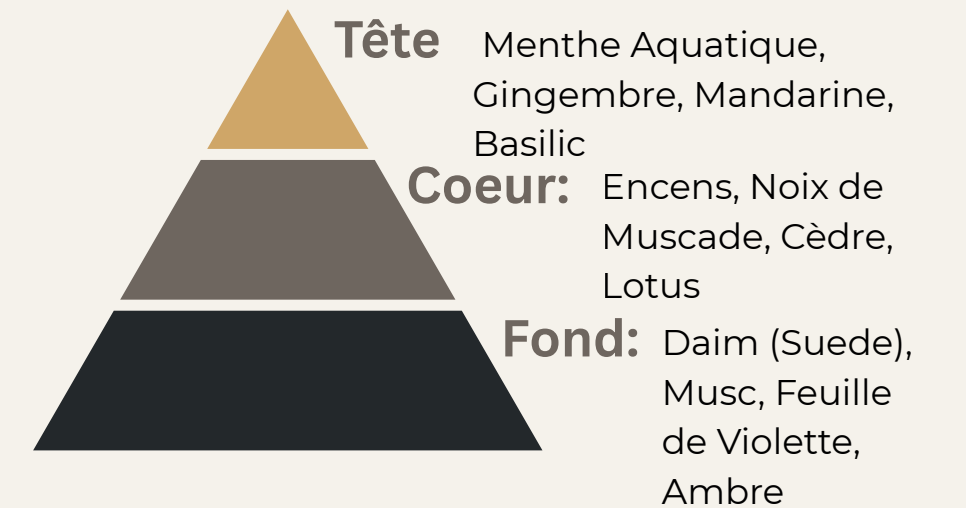 Tête Menthe Aquatique,
Gingembre, Mandarine,
Basilic
Coeur: Encens, Noix de
Muscade, Cèdre,
Lotus
Fond: Daim (Suede),
Musc, Feuille
de Violette,
Ambre